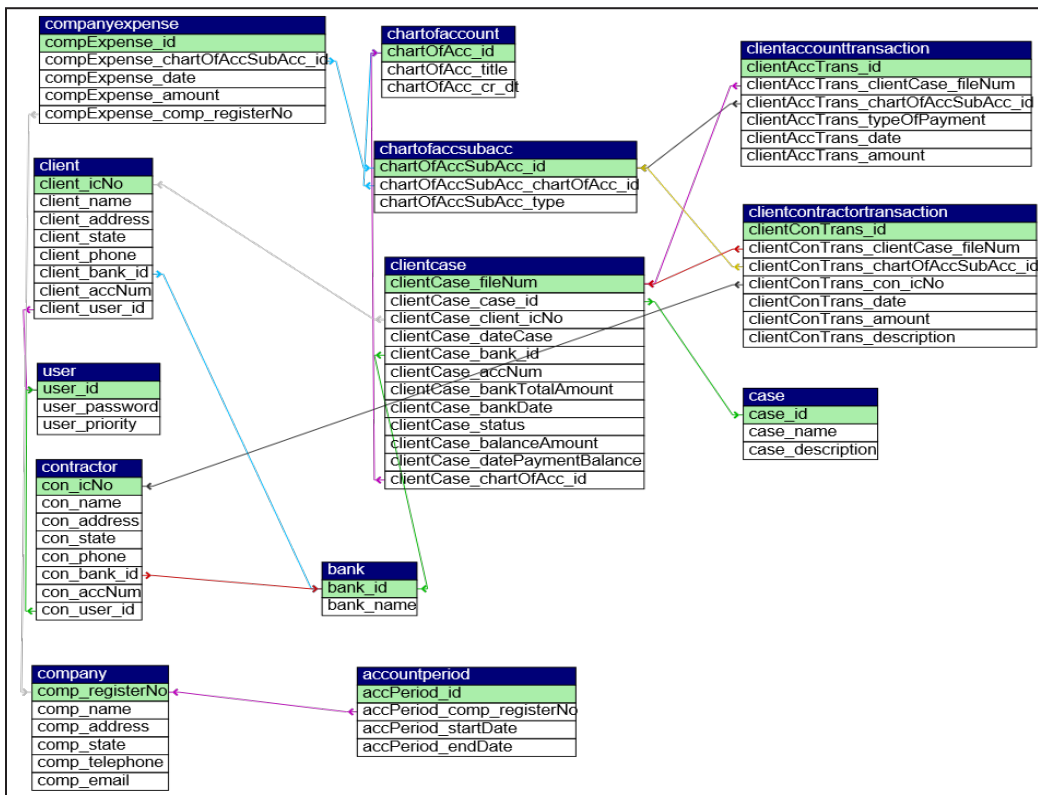 companyexpense
compExpense_id
compExpense_chartOfAccSubAcc_id
compExpense_date
compExpense_amount
compExpense_comp_registerNo
chartofaccount
chartOfAcc_id
chartOfAcc_title
chartOfAcc_cr_dt
clientaccounttransaction
clientAccTrans_id
clientAccTrans_clientCase_fileNum
clientAccTrans_chartOfAccSubAcc_id
clientAccTrans_typeOfPayment
clientAccTrans_date
clientAccTrans_amount
client
client_icNo
client_name
client_address
client_state
client_phone
client_bank_id
client_accNum
client_user_id
chartofaccsubacc
chartOfAccSubAcc_id
chartOfAccSubAcc_chartOfAcc_id
chartOfAccSubAcc_type
clientcontractortransaction
clientConTrans_id
clientConTrans_clientCase_fileNum
clientConTrans_chartOfAccSubAcc_id
clientConTrans_con_icNo
clientConTrans_date
clientConTrans_amount
clientConTrans_description
clientcase
clientCase_fileNum
clientCase_case_id
clientCase_client_icNo
clientCase_dateCase
clientCase_bank_id
clientCase_accNum
clientCase_bankTotalAmount
clientCase_bankDate
clientCase_status
clientCase_balanceAmount
clientCase_datePaymentBalance
clientCase_chartOfAcc_id
user
user_id
user_password
user_priority
case
case_id
case_name
case_description
contractor
con_icNo
con_name
con_address
con_state
con_phone
con_bank_id
con_accNum
con_user_id
bank
bank_id
bank_name
company
comp_registerNo
comp_name
comp_address
comp_state
comp_telephone
comp_email
accountperiod
accPeriod_id
accPeriod_comp_registerNo
accPeriod_startDate
accPeriod_endDate